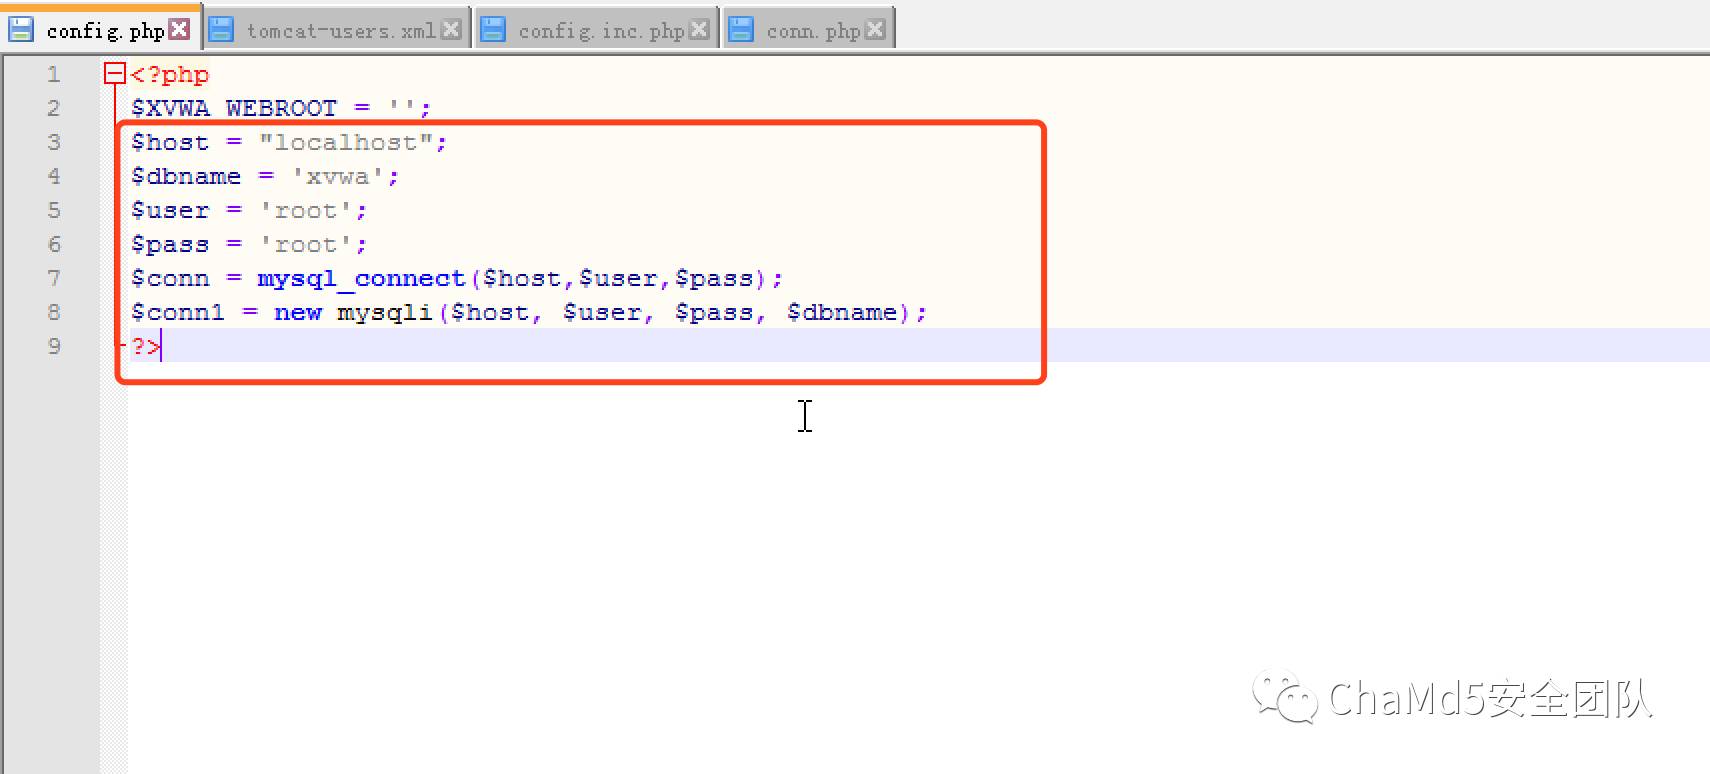 config.php tomcat-users.xml config.inc.php conn.php
1 <?php
2 $XVWA_WEBROOT = '';
3 $host = "localhost";
4 $dbname = 'xvwa';
5 $user = 'root';
6 $pass = 'root';
7 $conn = mysql_connect($host,$user,$pass);
8 $conn1 = new mysqli($host, $user, $pass, $dbname);
9 ?>
ChaMd5安全团队